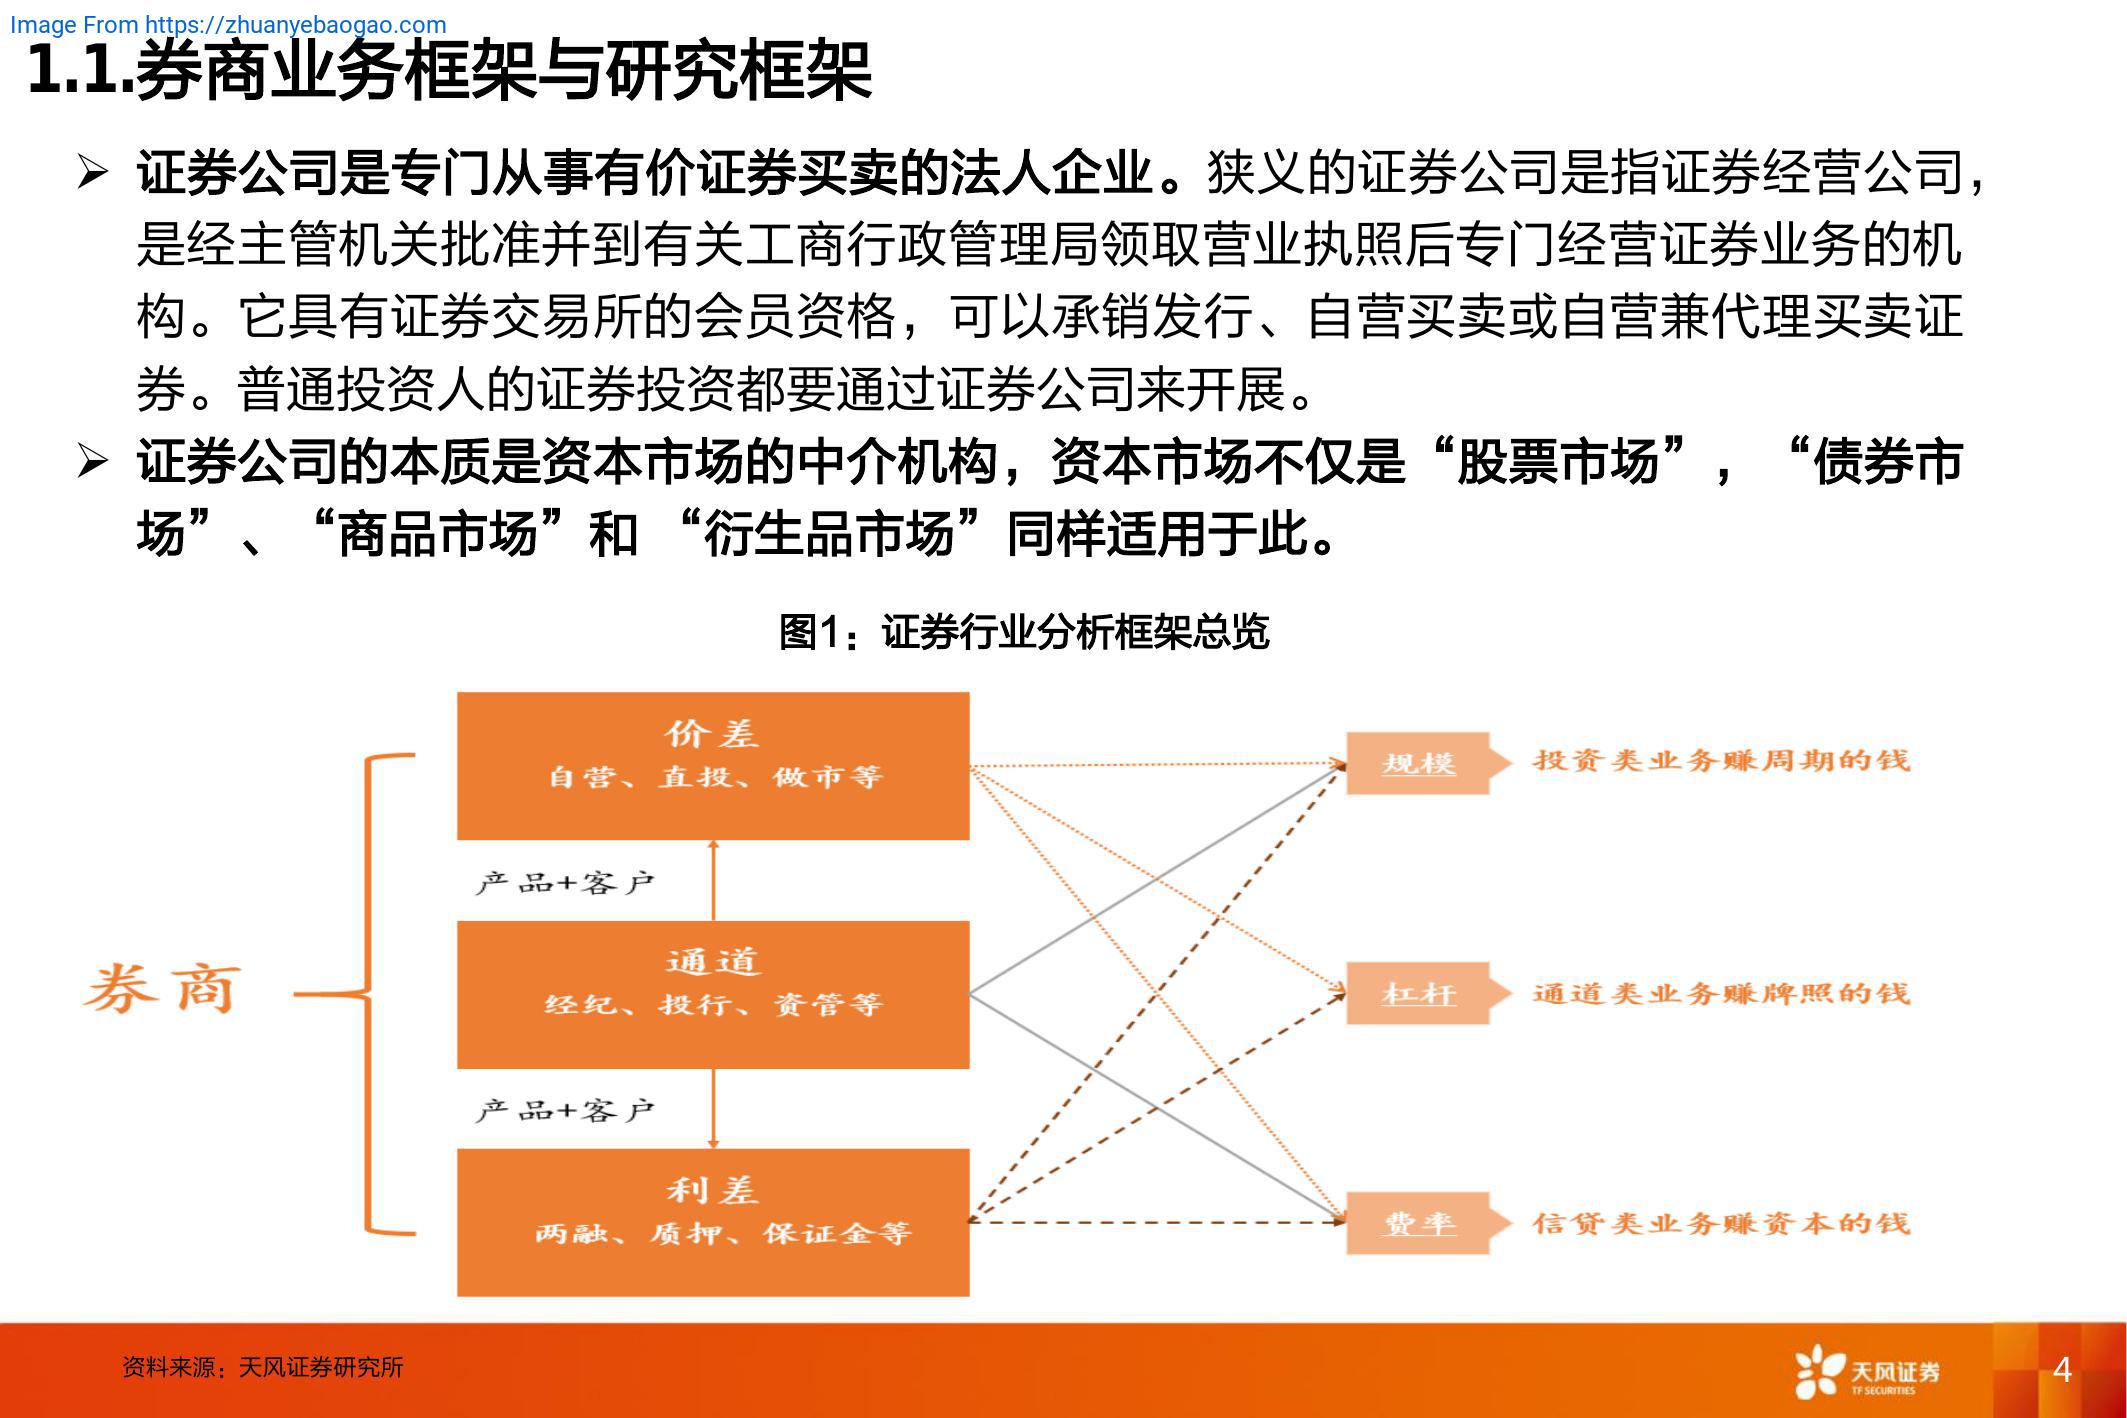 Image From https://zhuanyebaogao.com
1.1.券商业务框架与研究框架
➢ 证券公司是专门从事有价证券买卖的法人企业。狭义的证券公司是指证券经营公司，
是经主管机关批准并到有关工商行政管理局领取营业执照后专门经营证券业务的机
构。它具有证券交易所的会员资格，可以承销发行、自营买卖或自营兼代理买卖证
券。普通投资人的证券投资都要通过证券公司来开展。
➢ 证券公司的本质是资本市场的中介机构，资本市场不仅是“股票市场”，“债券市
场”、“商品市场”和 “衍生品市场”同样适用于此。
图1：证券行业分析框架总览
券商
价差
自营、直投、做市等
产品+客户
通道
经纪、投行、资管等
产品+客户
利差
两融、质押、保证金等
规模
投资类业务赚周期的钱
杠杆
通道类业务赚牌照的钱
费率
信贷类业务赚资本的钱
资料来源：天风证券研究所
天风证券
TF SECURITIES
4